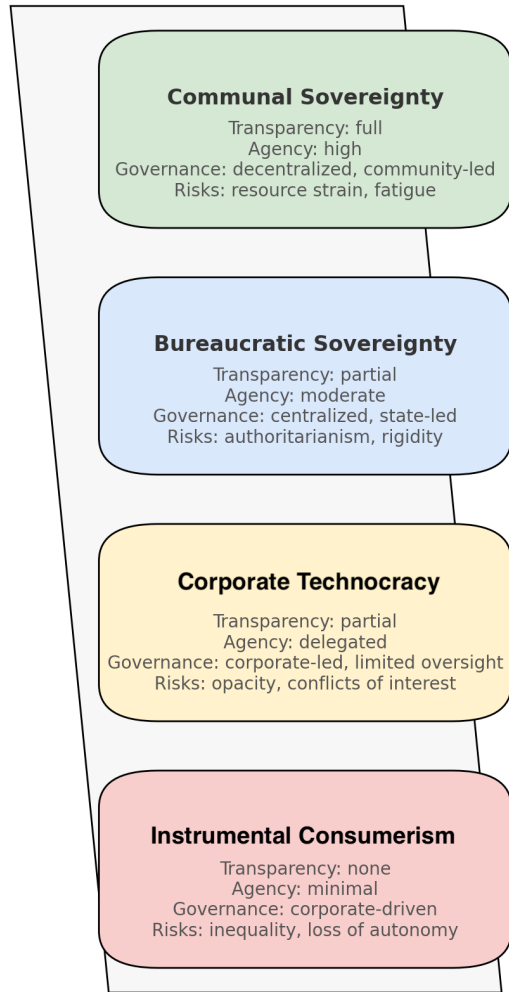 Communal Sovereignty
Transparency: full
Agency: high
Governance: decentralized, community-led
Risks: resource strain, fatigue
Bureaucratic Sovereignty
Transparency: partial
Agency: moderate
Governance: centralized, state-led
Risks: authoritarianism, rigidity
Corporate Technocracy
Transparency: partial
Agency: delegated
Governance: corporate-led, limited oversight
Risks: opacity, conflicts of interest
Instrumental Consumerism
Transparency: none
Agency: minimal
Governance: corporate-driven
Risks: inequality, loss of autonomy